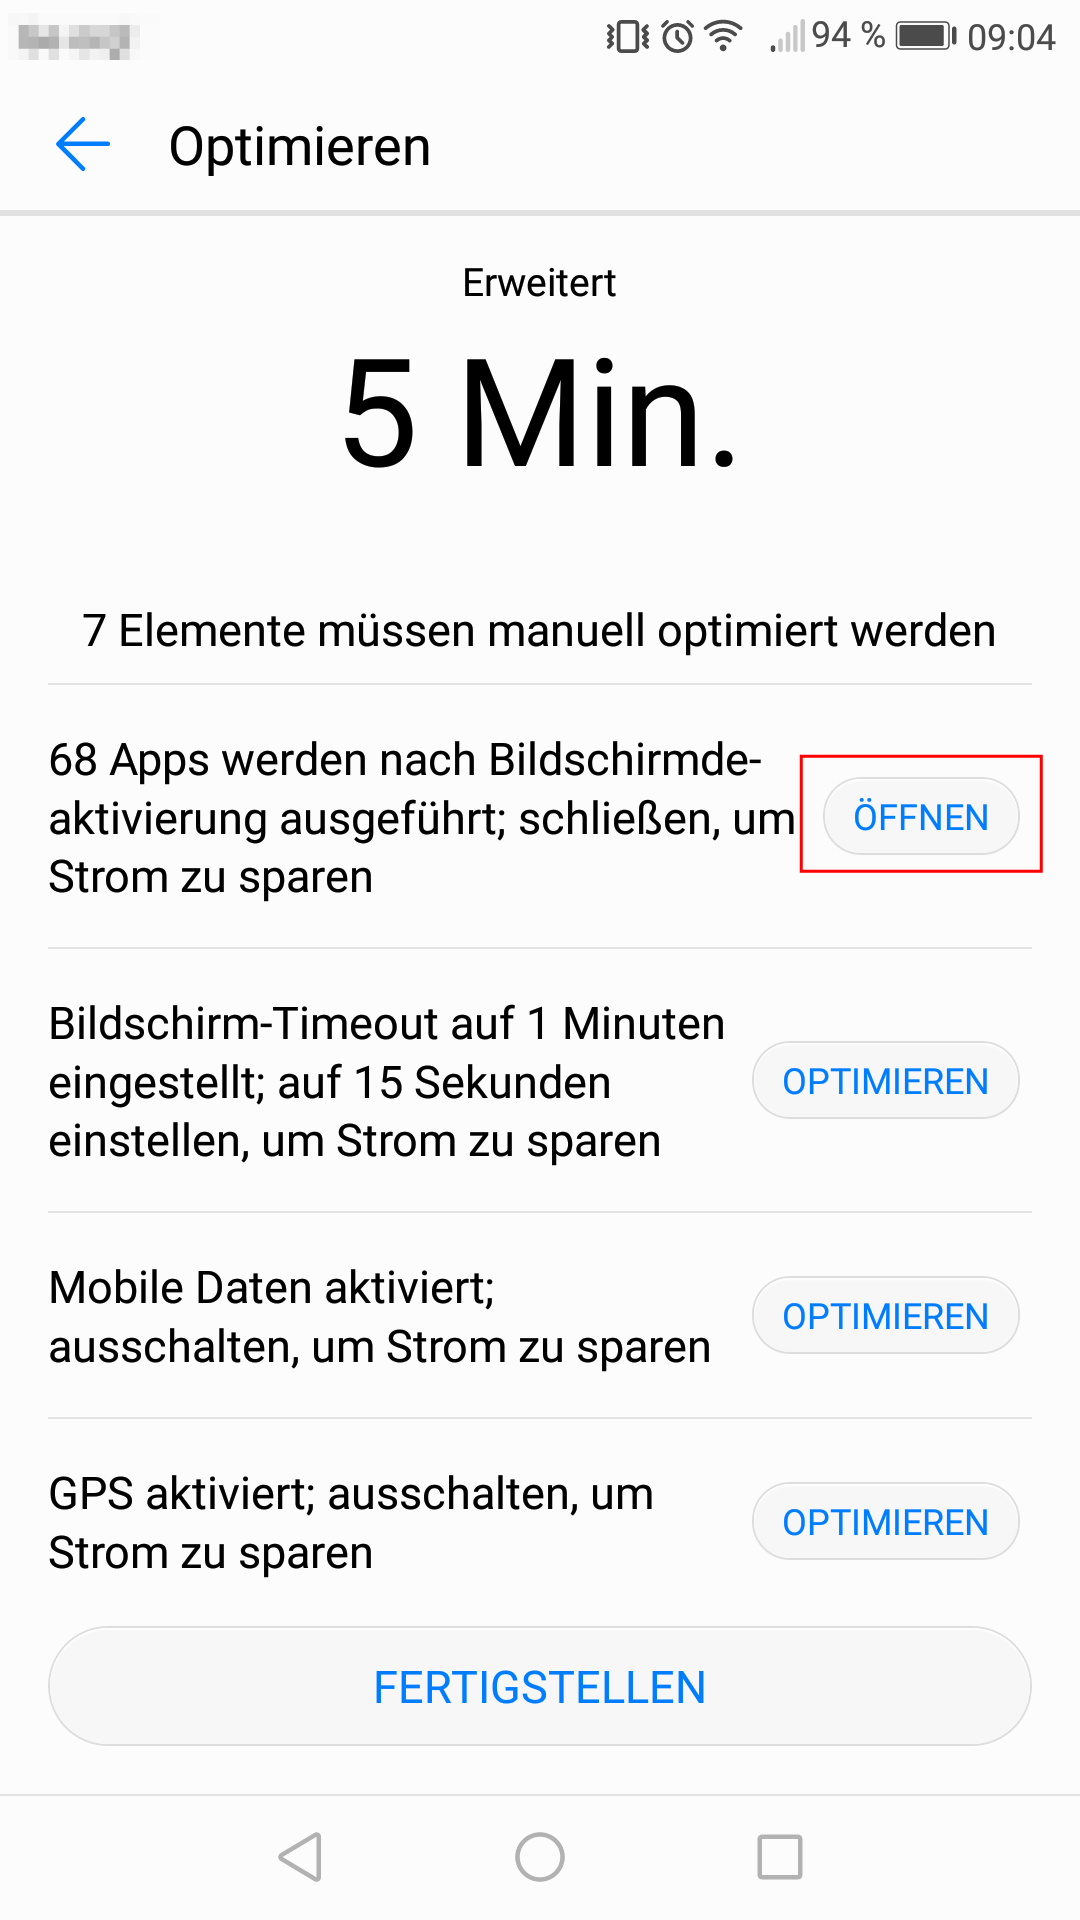 94 % 09:04
Optimieren
Erweitert
5 Min.
7 Elemente müssen manuell optimiert werden
68 Apps werden nach Bildschirmde-
aktivierung ausgeführt; schließen, um
Strom zu sparen
ÖFFNEN
Bildschirm-Timeout auf 1 Minuten
eingestellt; auf 15 Sekunden
einstellen, um Strom zu sparen
OPTIMIEREN
Mobile Daten aktiviert;
ausschalten, um Strom zu sparen
OPTIMIEREN
GPS aktiviert; ausschalten, um
Strom zu sparen
OPTIMIEREN
FERTIGSTELLEN